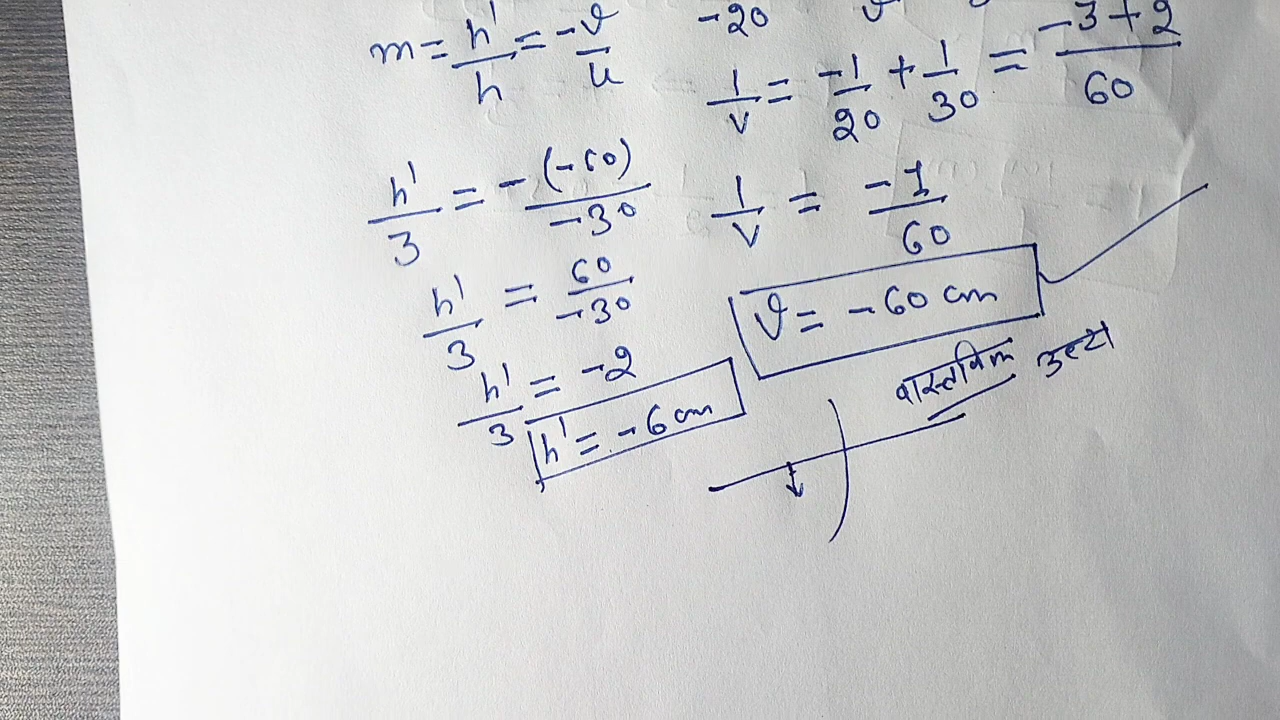 m = h'/h = -v/u
h'/3 = -(-60)/-30
h'/3 = 60/-30
h'/3 = -2
h' = -6 cm
-20
1/v = -1/20 + 1/30 = -3+2/60
1/v = -1/60
v = -60 cm
वास्तविक उल्टा